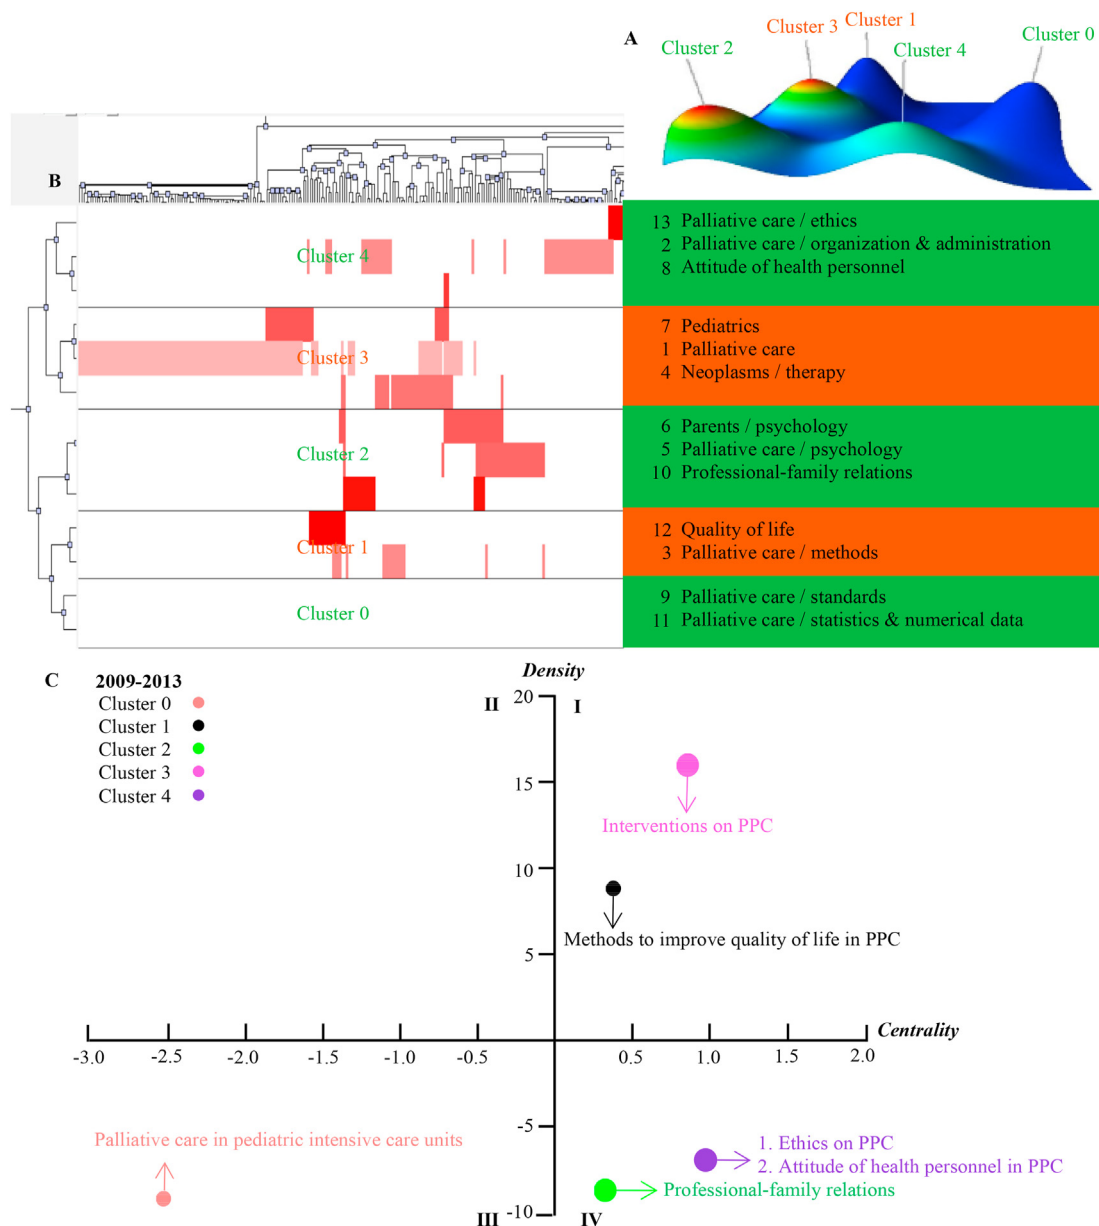 A
Cluster 2
Cluster 3
Cluster 1
Cluster 4
Cluster 0
B
Cluster 4
Cluster 3
Cluster 2
Cluster 1
Cluster 0
13 Palliative care / ethics
2 Palliative care / organization & administration
8 Attitude of health personnel
7 Pediatrics
1 Palliative care
4 Neoplasms / therapy
6 Parents / psychology
5 Palliative care / psychology
10 Professional-family relations
12 Quality of life
3 Palliative care / methods
9 Palliative care / standards
11 Palliative care / statistics & numerical data
C
2009-2013
Cluster 0
Cluster 1
Cluster 2
Cluster 3
Cluster 4
Density
II
I
20
15
10
5
-5
-10
Interventions on PPC
Methods to improve quality of life in PPC
Centrality
-3.0 -2.5 -2.0 -1.5 -1.0 -0.5 0.5 1.0 1.5 2.0
Palliative care in pediatric intensive care units
1. Ethics on PPC
2. Attitude of health personnel in PPC
Professional-family relations
III
IV